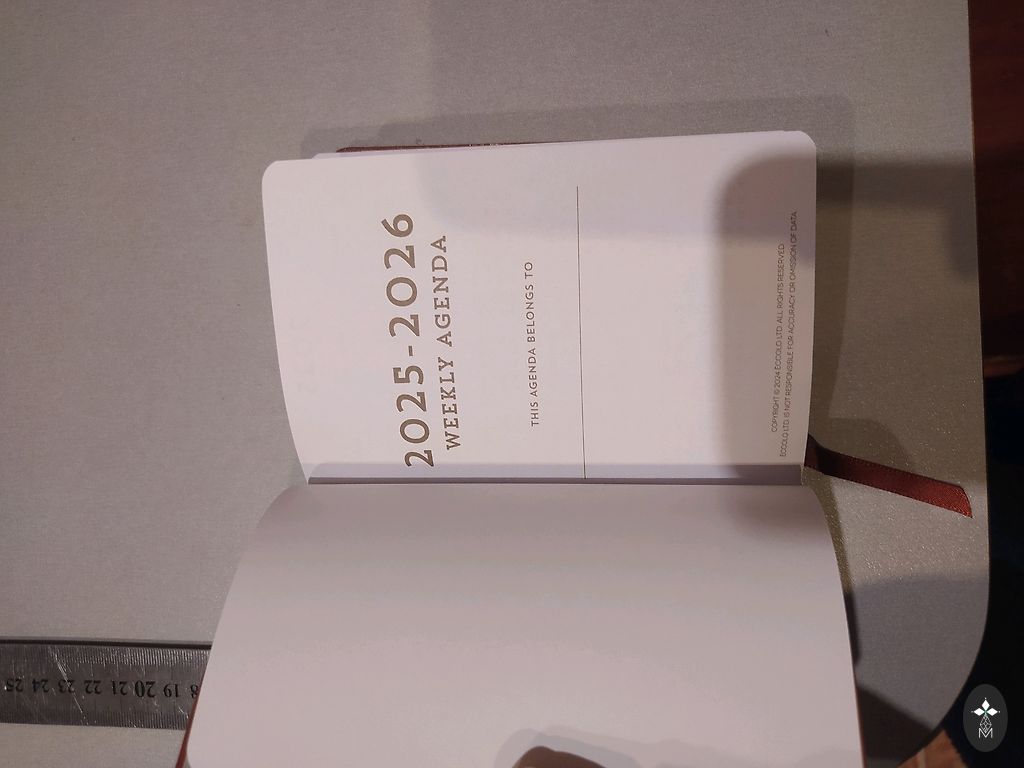 2025-2026
WEEKLY AGENDA
THIS AGENDA BELONGS TO
COPYRIGHT © 2024 ECCOLO LTD. ALL RIGHTS RESERVED.
ECCOLO LTD. IS NOT RESPONSIBLE FOR ACCURACY OR OMISSION OF DATA.
25 24 23 22 21 20 19 8
M